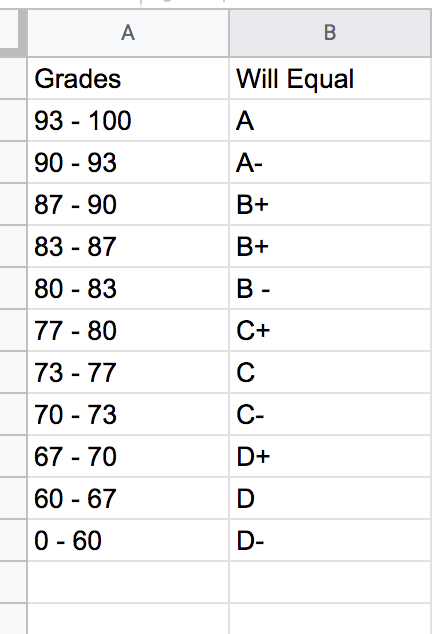 A B
Grades Will Equal
93 - 100 A
90 - 93 A-
87 - 90 B+
83 - 87 B+
80 - 83 B -
77 - 80 C+
73 - 77 C
70 - 73 C-
67 - 70 D+
60 - 67 D
0 - 60 D-